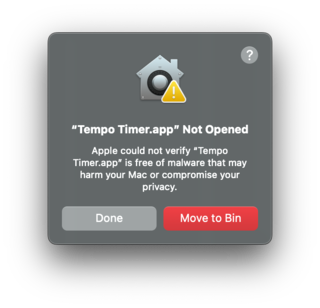 ?
“Tempo Timer.app” Not Opened
Apple could not verify “Tempo
Timer.app” is free of malware that may
harm your Mac or compromise your
privacy.
Done Move to Bin